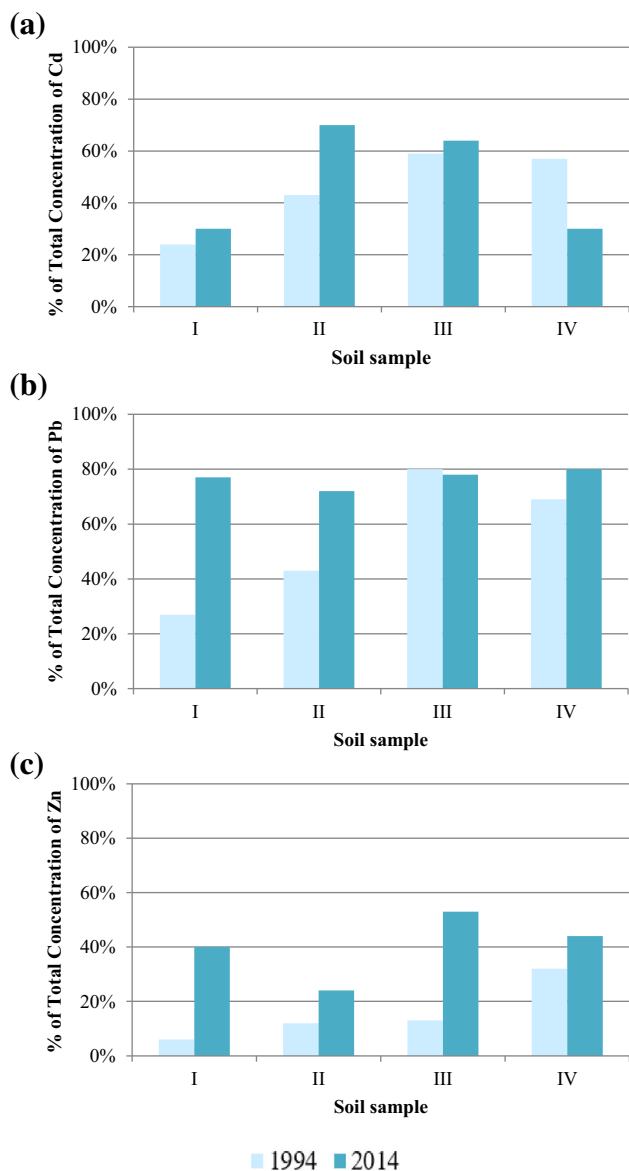 (a)
% of Total Concentration of Cd
100%
80%
60%
40%
20%
0%
I II III IV
Soil sample
(b)
% of Total Concentration of Pb
100%
80%
60%
40%
20%
0%
I II III IV
Soil sample
(c)
% of Total Concentration of Zn
100%
80%
60%
40%
20%
0%
I II III IV
Soil sample
1994 2014